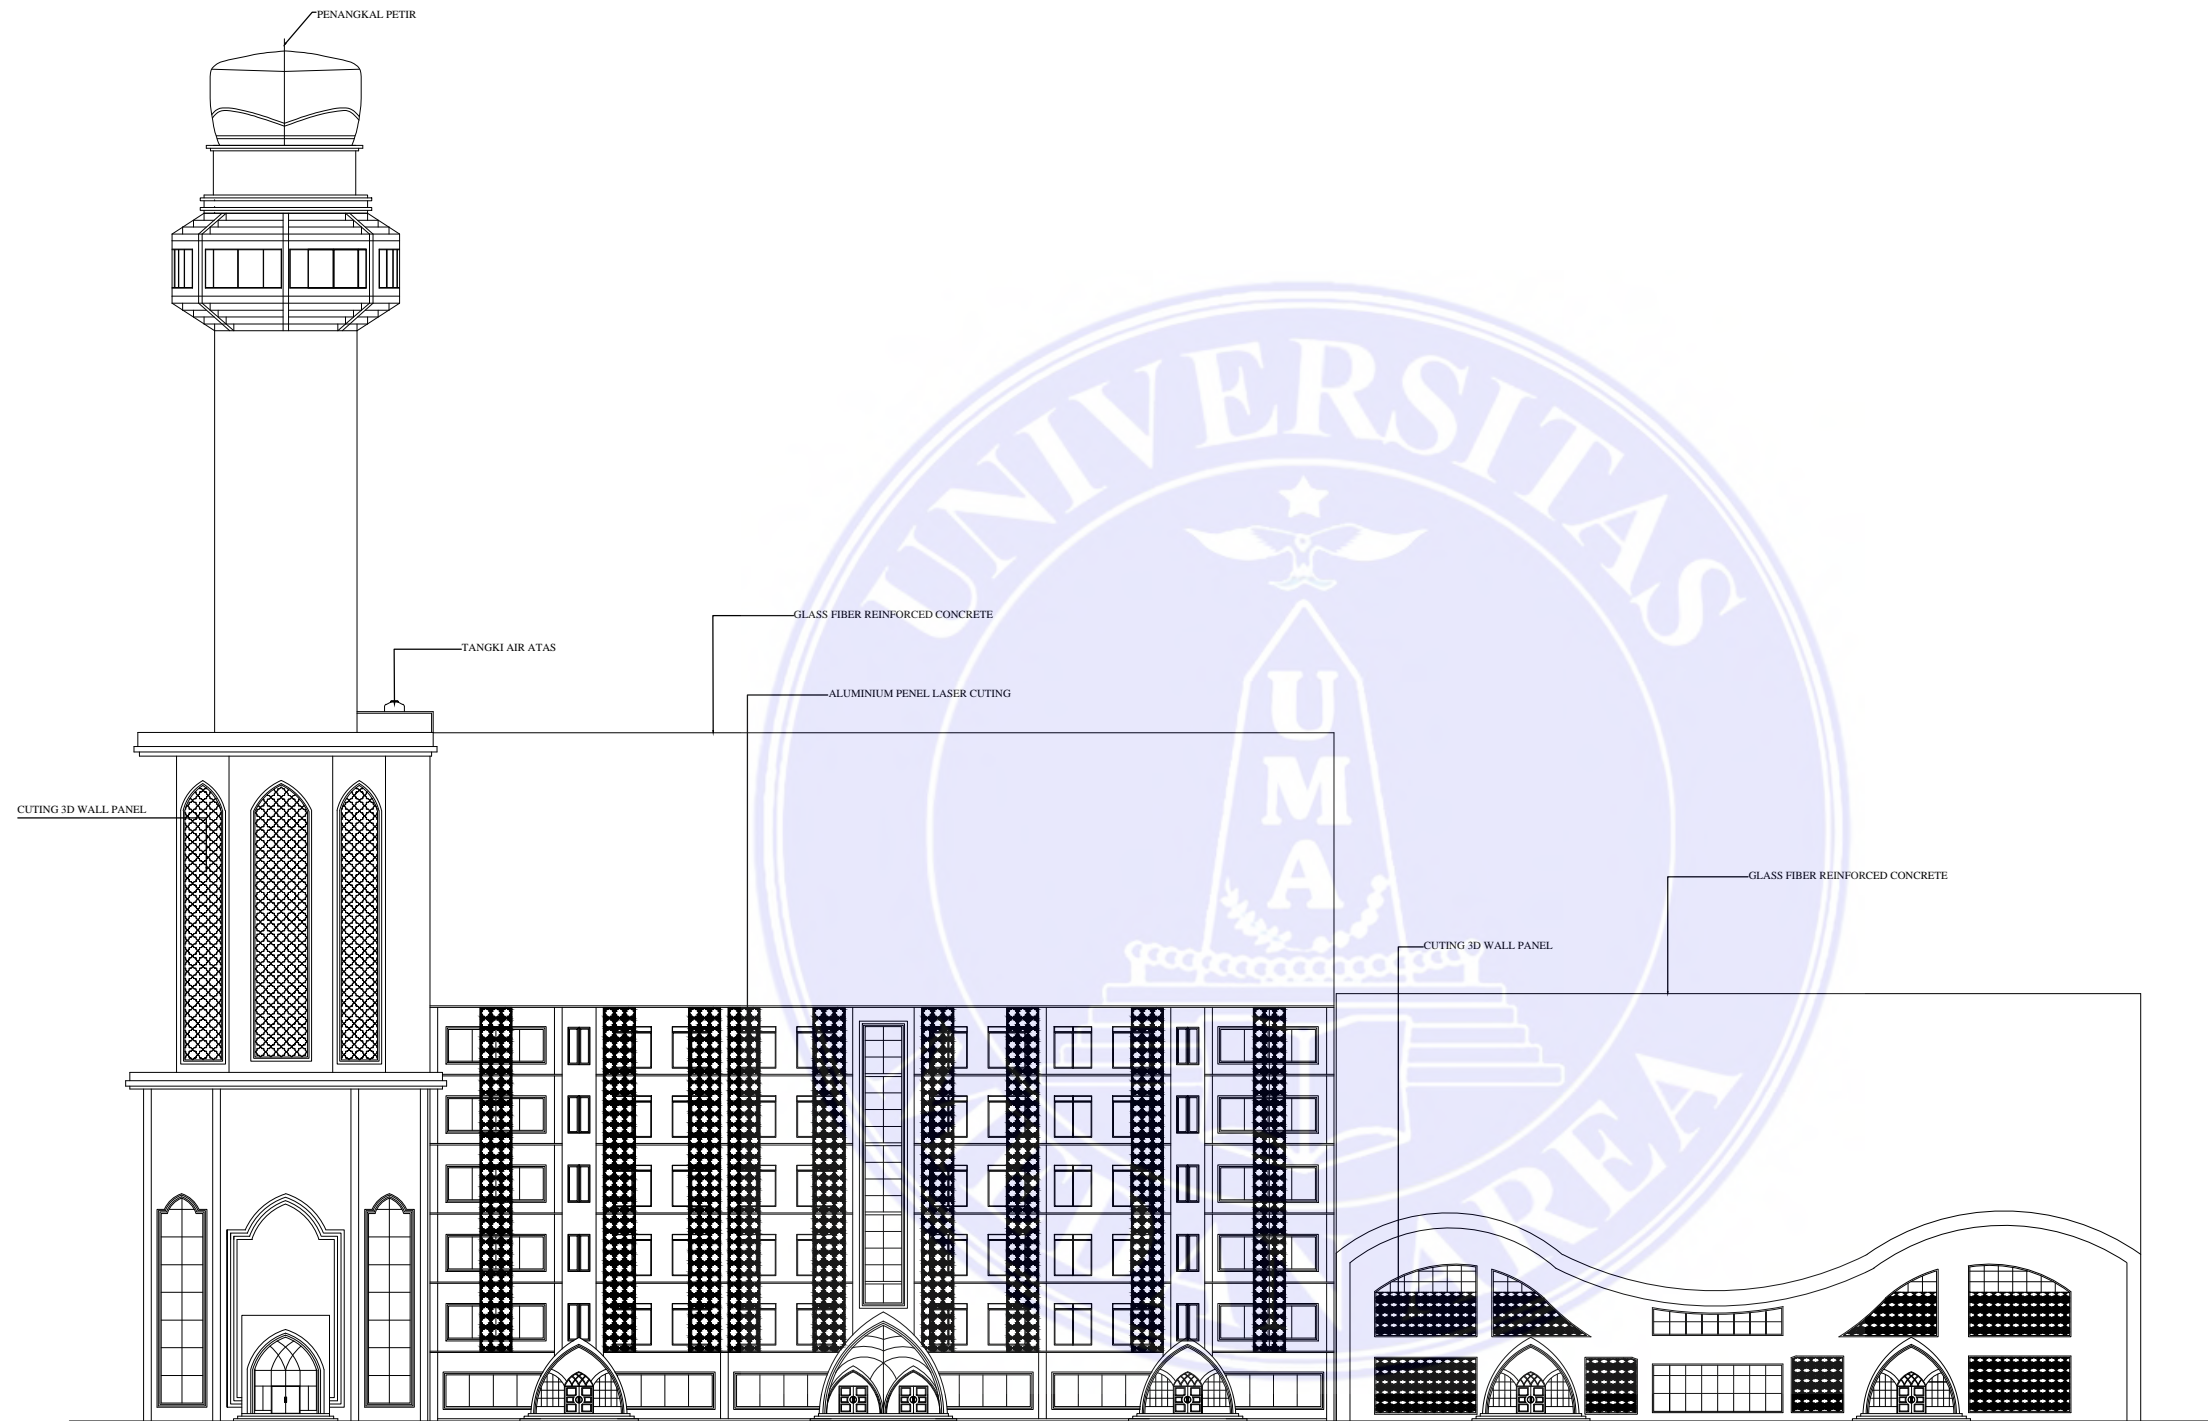 PENANGKAL PETIR
GLASS FIBER REINFORCED CONCRETE
TANGKI AIR ATAS
ALUMINIUM PENEL LASER CUTING
CUTING 3D WALL PANEL
GLASS FIBER REINFORCED CONCRETE
CUTING 3D WALL PANEL
UNIVERSITAS
UMA
AREA